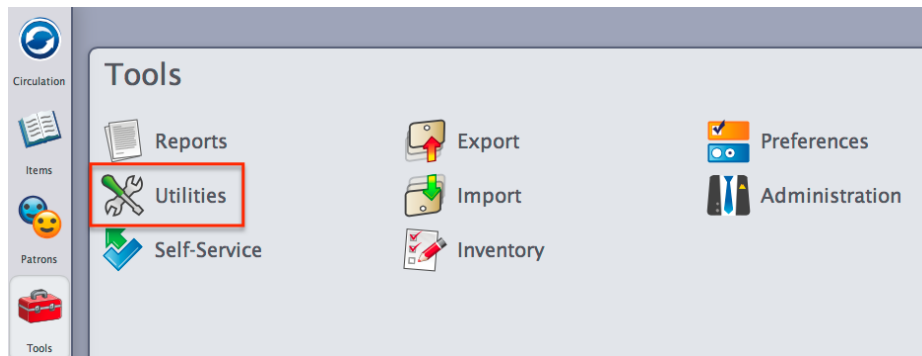 Circulation
Items
Patrons
Tools
Tools
Reports
Utilities
Self-Service
Export
Import
Inventory
Preferences
Administration